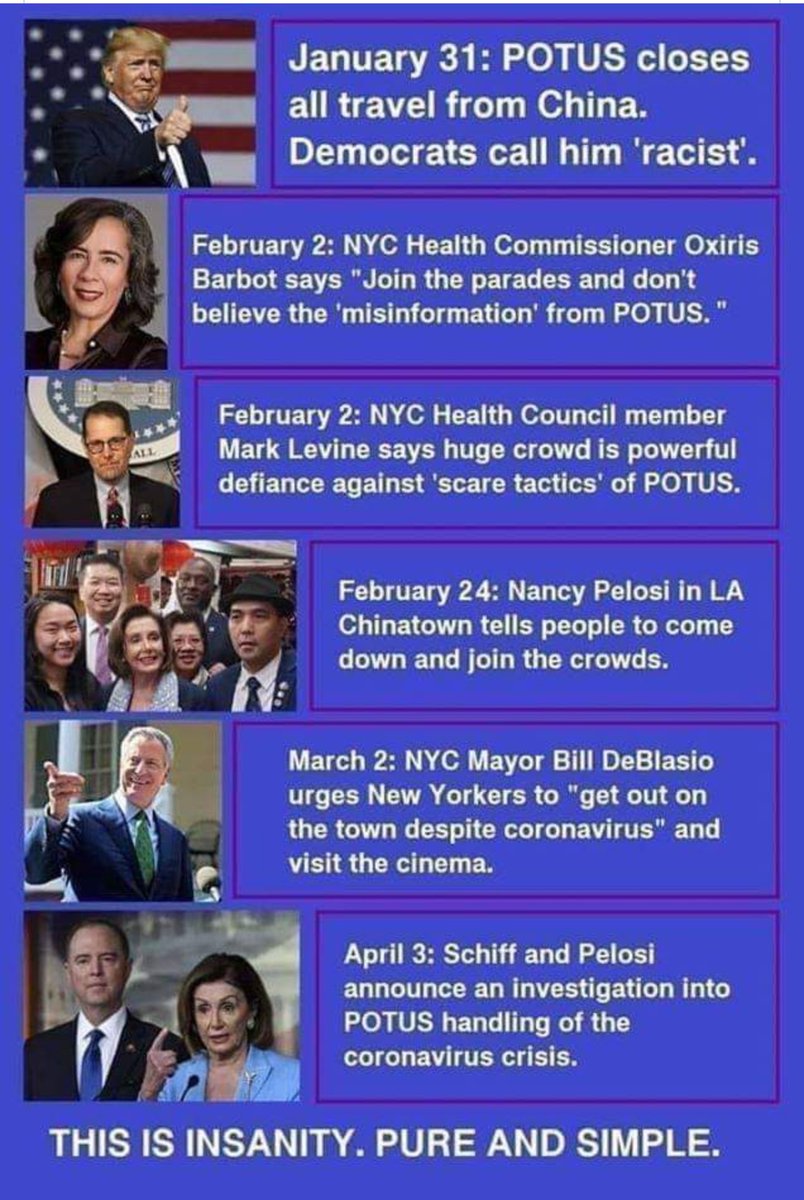 January 31: POTUS closes
all travel from China.
Democrats call him 'racist'.
February 2: NYC Health Commissioner Oxiris
Barbot says "Join the parades and don't
believe the 'misinformation' from POTUS. "
ALL
February 2: NYC Health Council member
Mark Levine says huge crowd is powerful
defiance against 'scare tactics' of POTUS.
February 24: Nancy Pelosi in LA
Chinatown tells people to come
down and join the crowds.
March 2: NYC Mayor Bill DeBlasio
urges New Yorkers to "get out on
the town despite coronavirus" and
visit the cinema.
April 3: Schiff and Pelosi
announce an investigation into
POTUS handling of the
coronavirus crisis.
THIS IS INSANITY. PURE AND SIMPLE.